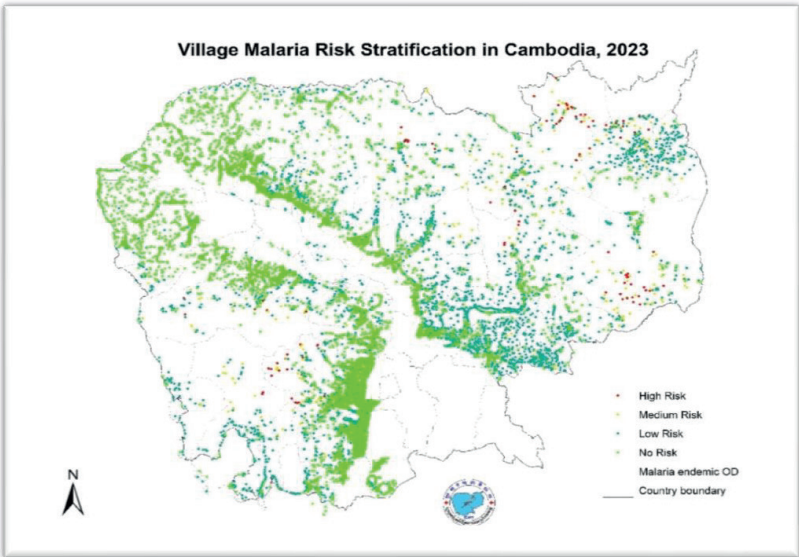 Village Malaria Risk Stratification in Cambodia, 2023
High Risk
Medium Risk
Low Risk
No Risk
Malaria endemic OD
Country boundary
N